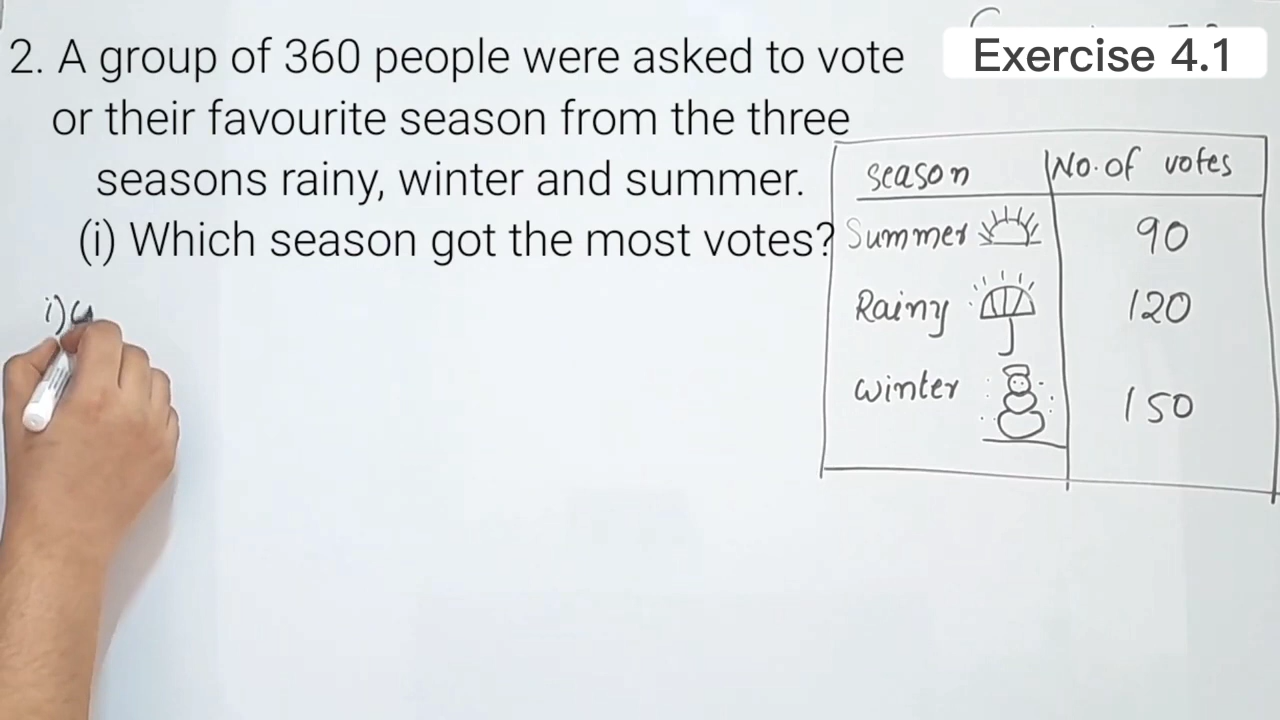 2. A group of 360 people were asked to vote
Exercise 4.1
or their favourite season from the three
seasons rainy, winter and summer.
(i) Which season got the most votes?
season No. of votes
Summer 90
Rainy 120
winter 150
i)